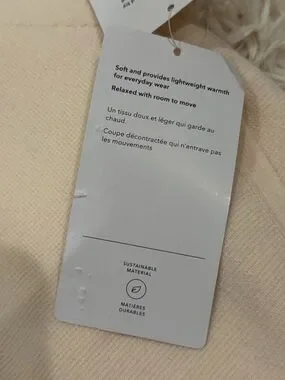 Soft and provides lightweight warmth
for everyday wear
Relaxed with room to move
Un tissu doux et léger qui garde au
chaud.
Coupe décontractée qui n'entrave pas
les mouvements
SUSTAINABLE
MATERIAL
MATIÈRES
DURABLES